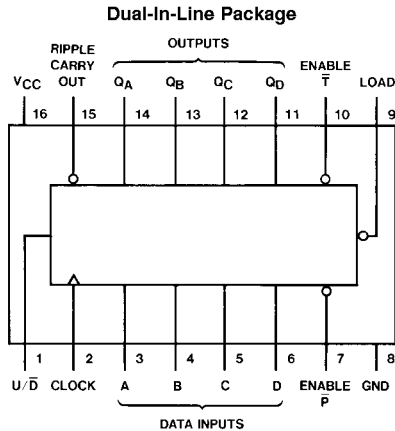 Dual-In-Line Package
OUTPUTS
RIPPLE
CARRY
OUT
ENABLE
T̅
VCC
QA
QB
QC
QD
LOAD
16
15
14
13
12
11
10
9
1
2
3
4
5
6
7
8
U/D̅
CLOCK
A
B
C
D
ENABLE
P̅
GND
DATA INPUTS